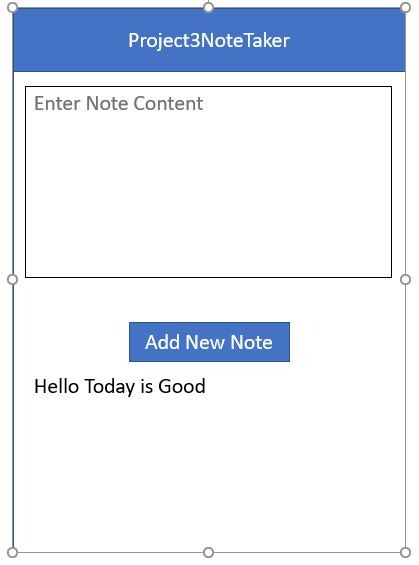 Project3NoteTaker
Enter Note Content
Add New Note
Hello Today is Good